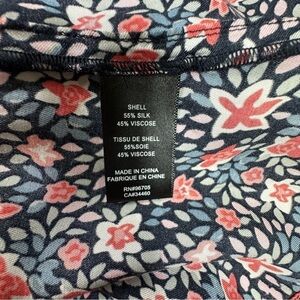 SHELL
55% SILK
45% VISCOSE
TISSU DE SHELL
55%SOIE
45% VISCOSE
MADE IN CHINA
FABRIQUE EN CHINE
RN#96705
CA#34460